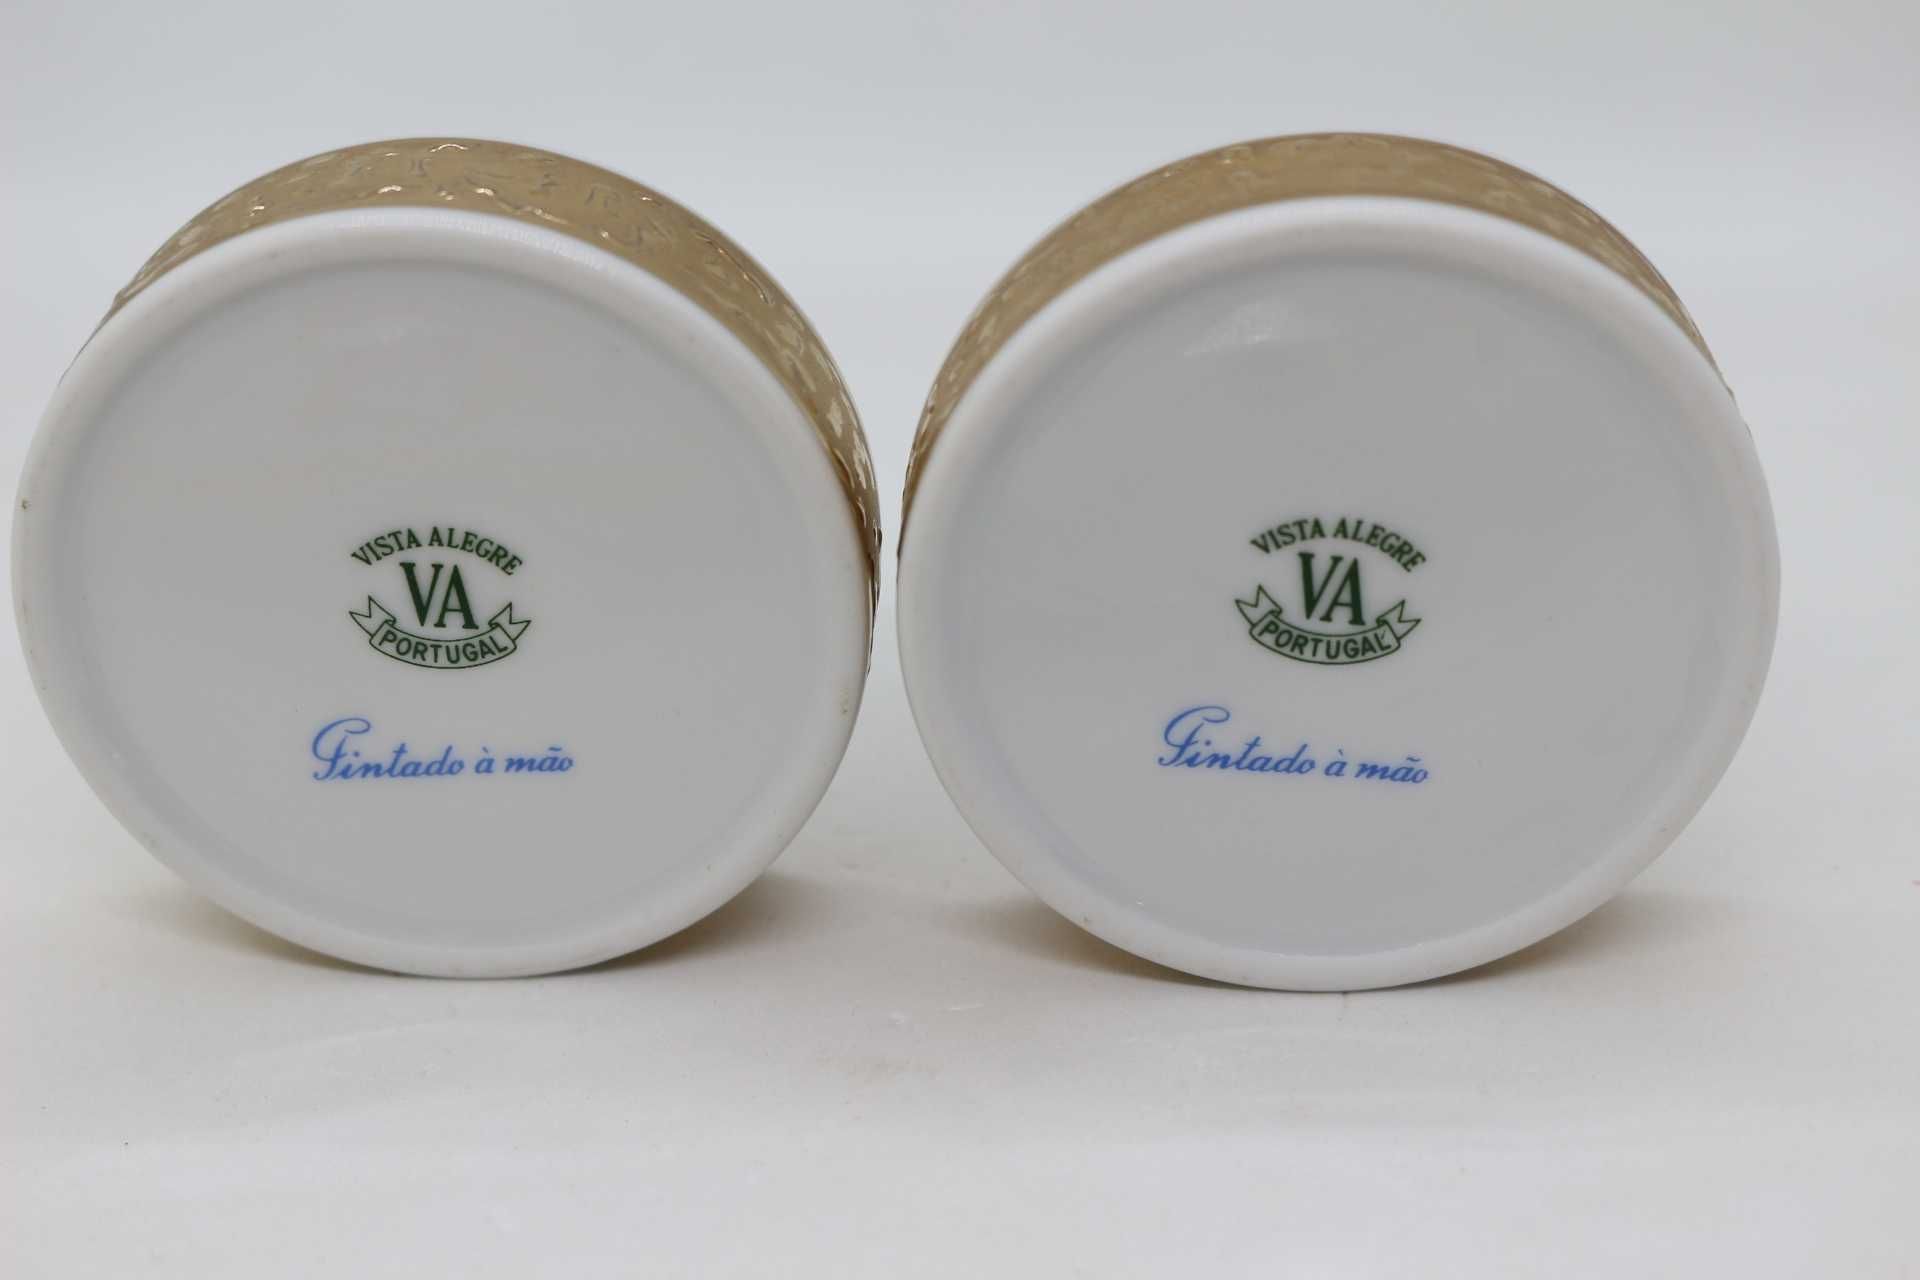 VISTA ALEGRE
VA
PORTUGAL
Pintado à mão
VISTA ALEGRE
VA
PORTUGAL
Pintado à mão